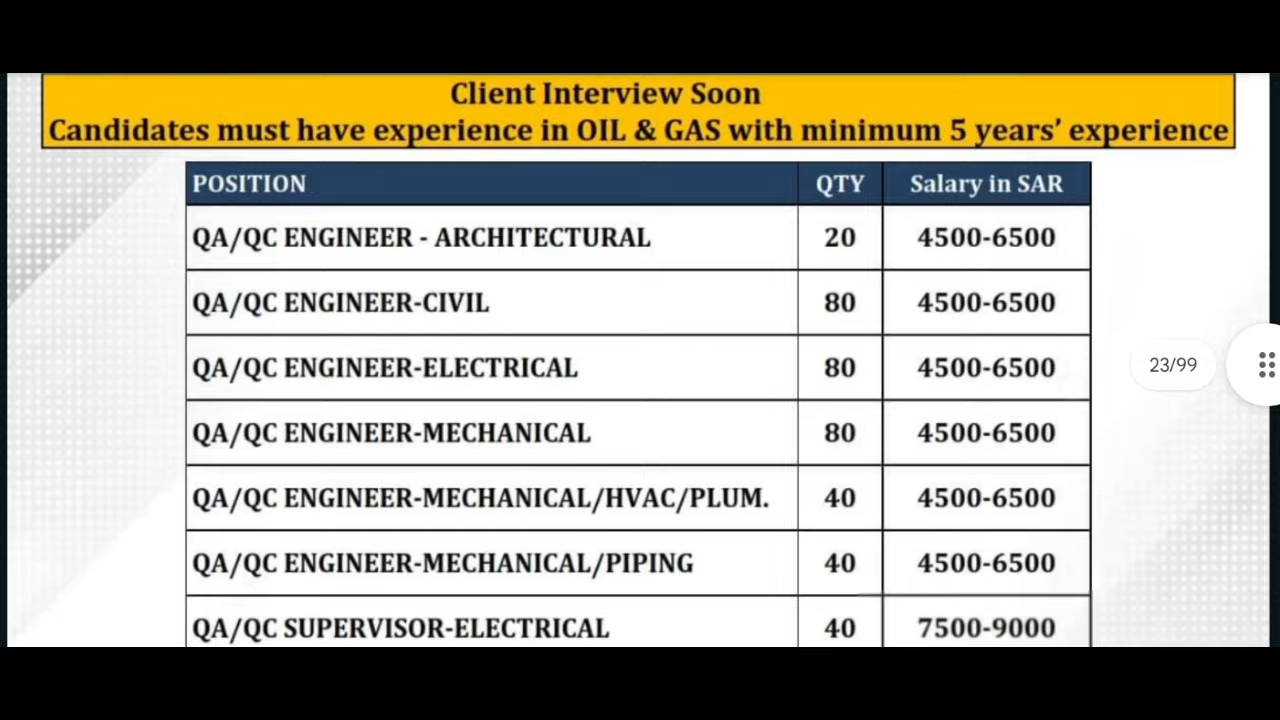 Client Interview Soon
Candidates must have experience in OIL & GAS with minimum 5 years’ experience
POSITION QTY Salary in SAR
QA/QC ENGINEER - ARCHITECTURAL 20 4500-6500
QA/QC ENGINEER-CIVIL 80 4500-6500
QA/QC ENGINEER-ELECTRICAL 80 4500-6500
23/99
QA/QC ENGINEER-MECHANICAL 80 4500-6500
QA/QC ENGINEER-MECHANICAL/HVAC/PLUM. 40 4500-6500
QA/QC ENGINEER-MECHANICAL/PIPING 40 4500-6500
QA/QC SUPERVISOR-ELECTRICAL 40 7500-9000